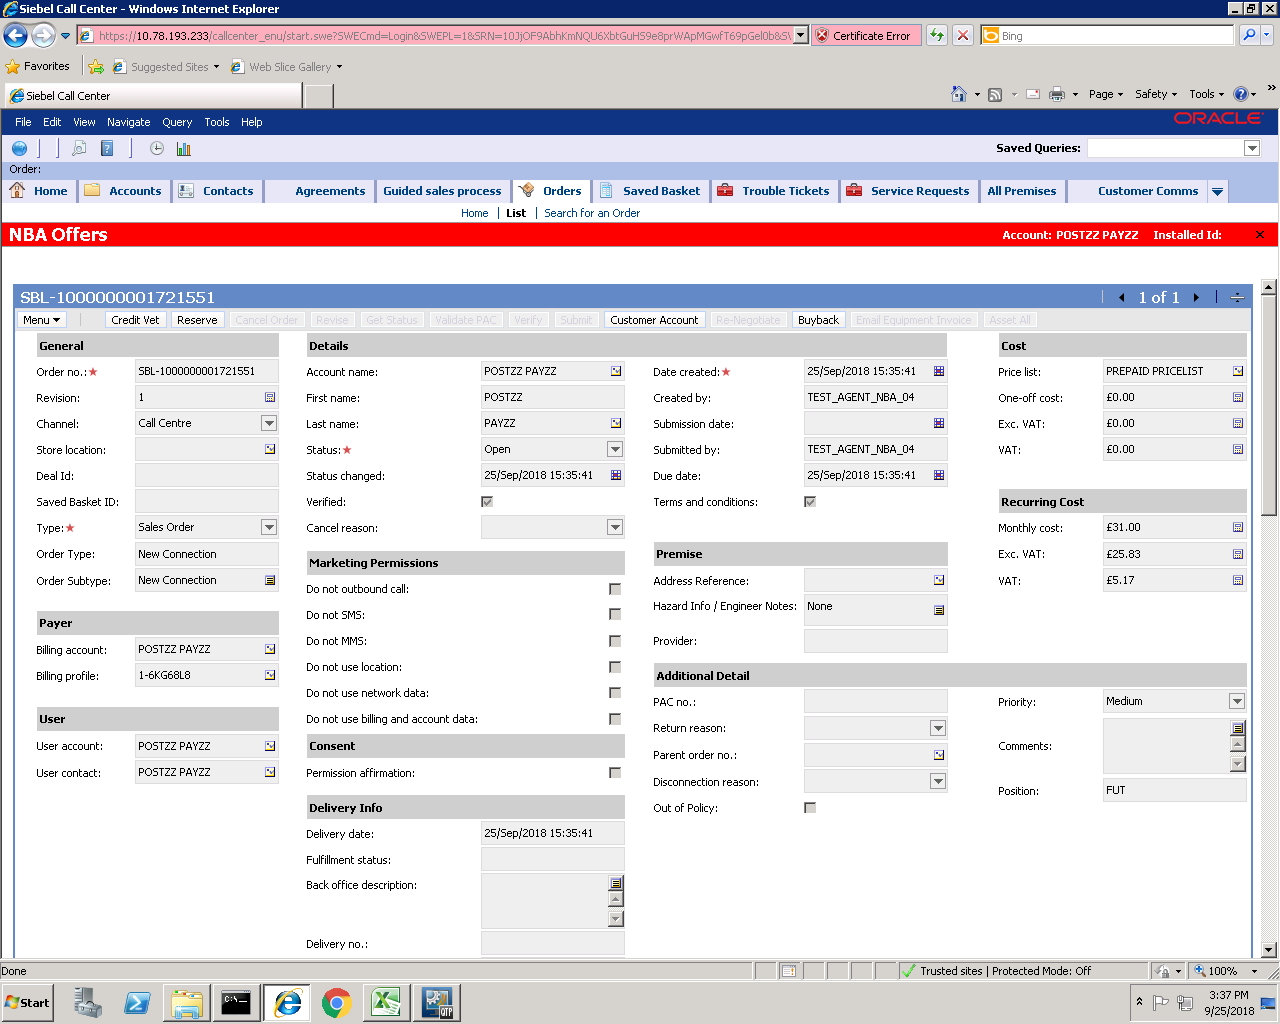 Siebel Call Center - Windows Internet Explorer
https://10.78.193.233/callcenter_enu/start.swe?SWECmd=Login&SWEPL=1&SRN=
Certificate Error
Bing
Favorites Suggested Sites Web Slice Gallery
Siebel Call Center
Page Safety Tools
File Edit View Navigate Query Tools Help
ORACLE
Saved Queries:
Order:
Home Accounts Contacts Agreements Guided sales process Orders Saved Basket Trouble Tickets Service Requests All Premises Customer Comms
Home | List | Search for an Order
NBA Offers Account: POSTZZ PAYZZ Installed Id:
SBL-1000000001721551 1 of 1
Menu Credit Vet Reserve Cancel Order Revise Get Status Validate PAC Verify Submit Customer Account Re-Negotiate Buyback Email Equipment Invoice Asset All
General
Order no.:* SBL-1000000001721551
Revision: 1
Channel: Call Centre
Store location:
Deal Id:
Saved Basket ID:
Type:* Sales Order
Order Type: New Connection
Order Subtype: New Connection
Payer
Billing account: POSTZZ PAYZZ
Billing profile: 1-6KG68L8
User
User account: POSTZZ PAYZZ
User contact: POSTZZ PAYZZ
Details
Account name: POSTZZ PAYZZ
First name: POSTZZ
Last name: PAYZZ
Status:* Open
Status changed: 25/Sep/2018 15:35:41
Verified:
Cancel reason:
Marketing Permissions
Do not outbound call:
Do not SMS:
Do not MMS:
Do not use location:
Do not use network data:
Do not use billing and account data:
Consent
Permission affirmation:
Delivery Info
Delivery date: 25/Sep/2018 15:35:41
Fulfillment status:
Back office description:
Delivery no.:
Date created:* 25/Sep/2018 15:35:41
Created by: TEST_AGENT_NBA_04
Submission date:
Submitted by: TEST_AGENT_NBA_04
Due date: 25/Sep/2018 15:35:41
Terms and conditions:
Premise
Address Reference:
Hazard Info / Engineer Notes: None
Provider:
Additional Detail
PAC no.:
Return reason:
Parent order no.:
Disconnection reason:
Out of Policy:
Priority: Medium
Comments:
Position: FUT
Cost
Price list: PREPAID PRICELIST
One-off cost: £0.00
Exc. VAT: £0.00
VAT: £0.00
Recurring Cost
Monthly cost: £31.00
Exc. VAT: £25.83
VAT: £5.17
Done Trusted sites | Protected Mode: Off 100%
Start
C:\
QTP
3:37 PM
9/25/2018